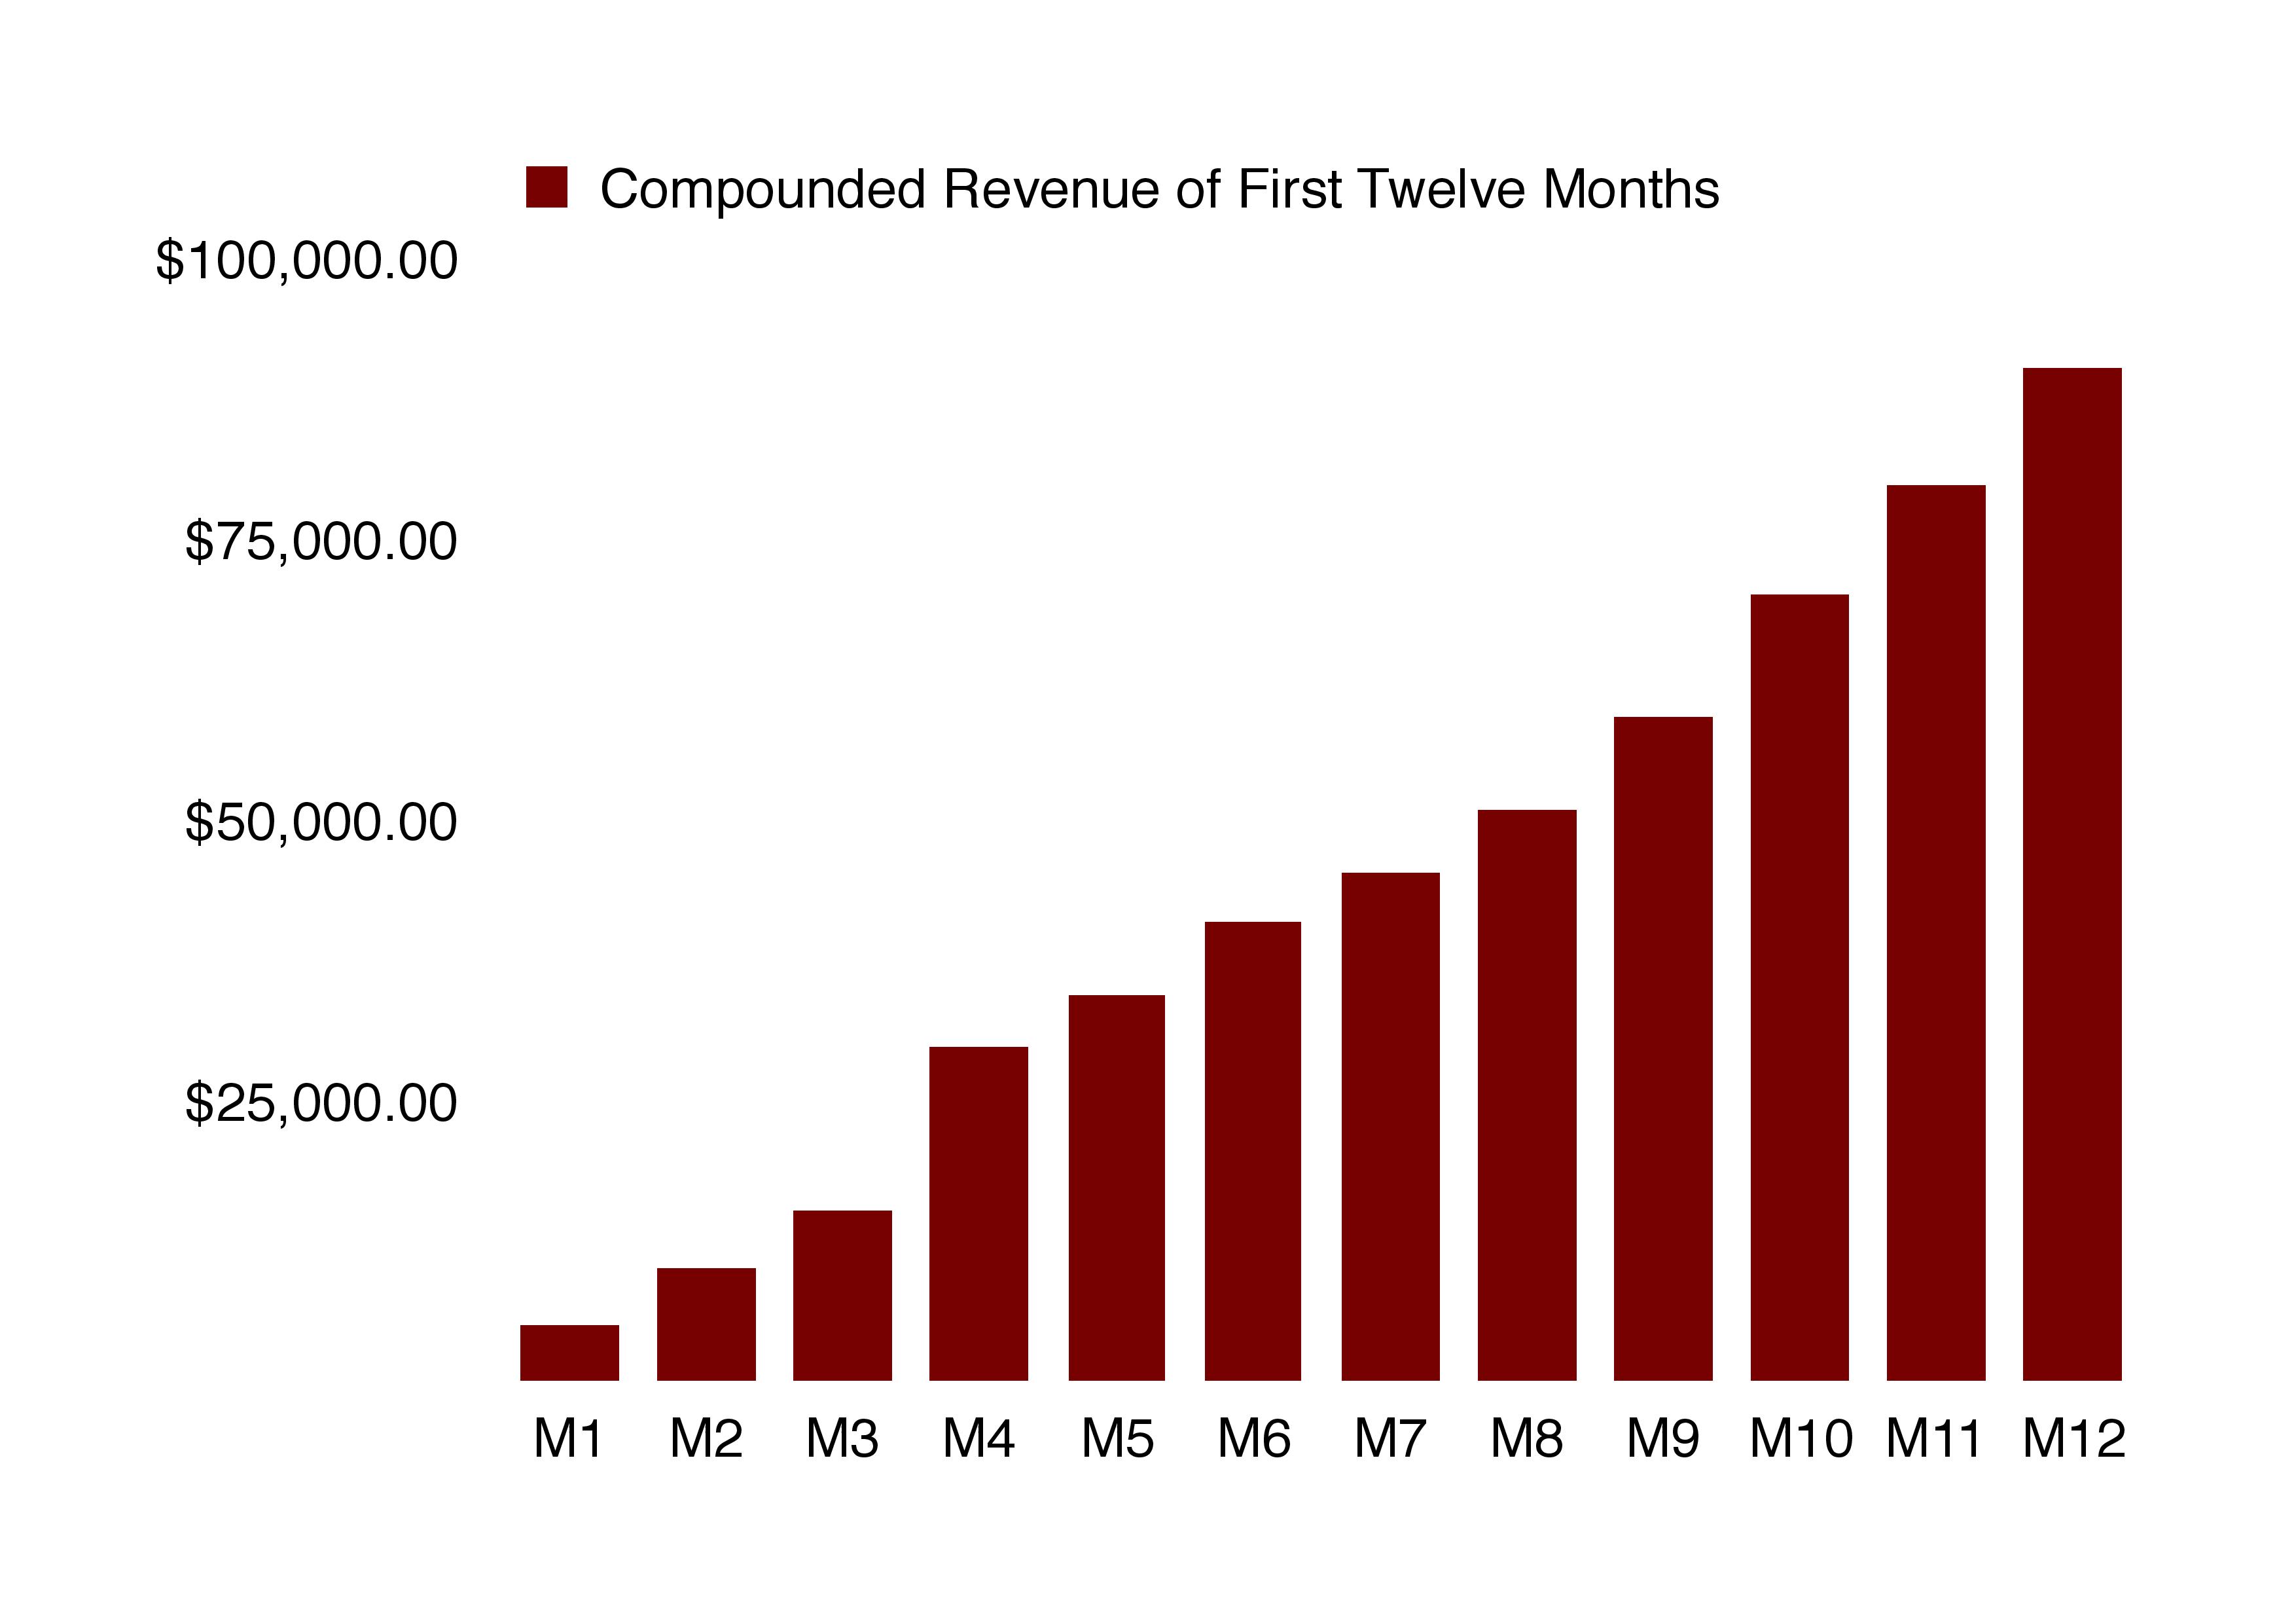 Compounded Revenue of First Twelve Months
$100,000.00
$75,000.00
$50,000.00
$25,000.00
M1 M2 M3 M4 M5 M6 M7 M8 M9 M10 M11 M12